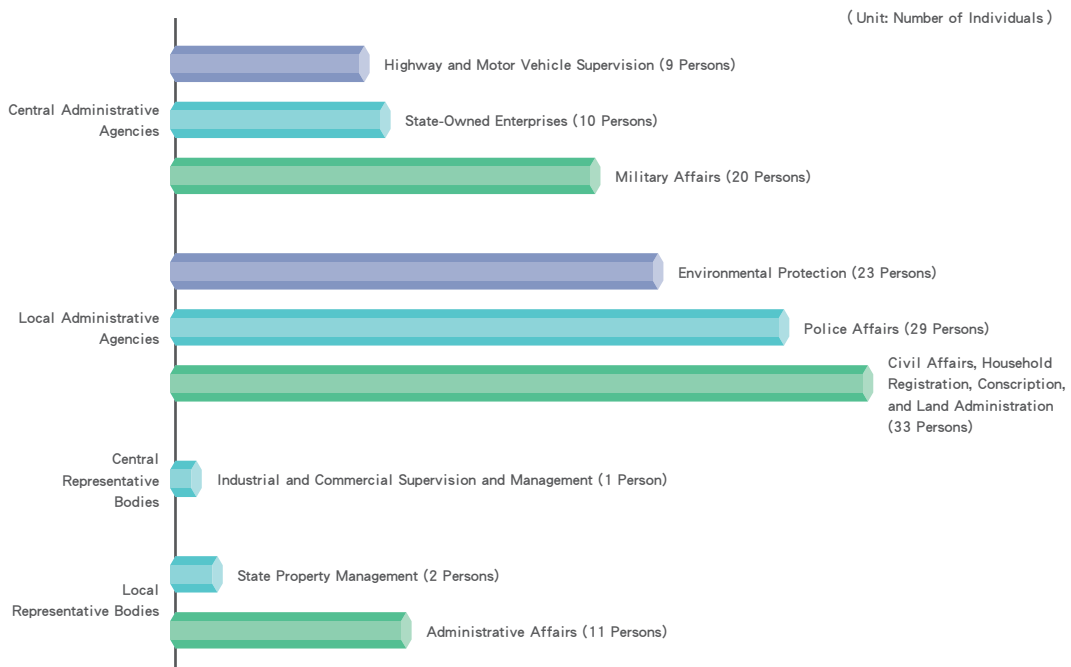 (Unit: Number of Individuals)
Highway and Motor Vehicle Supervision (9 Persons)
Central Administrative
Agencies
State-Owned Enterprises (10 Persons)
Military Affairs (20 Persons)
Environmental Protection (23 Persons)
Local Administrative
Agencies
Police Affairs (29 Persons)
Civil Affairs, Household
Registration, Conscription,
and Land Administration
(33 Persons)
Central
Representative
Bodies
Industrial and Commercial Supervision and Management (1 Person)
State Property Management (2 Persons)
Local
Representative Bodies
Administrative Affairs (11 Persons)